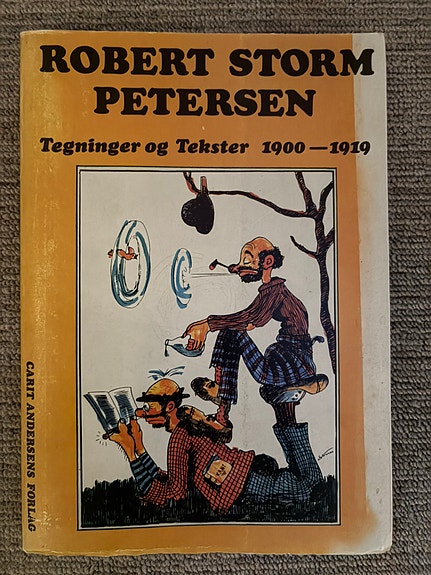 ROBERT STORM
PETERSEN
Tegninger og Tekster 1900—1919
CARIT ANDERSENS FORLAG